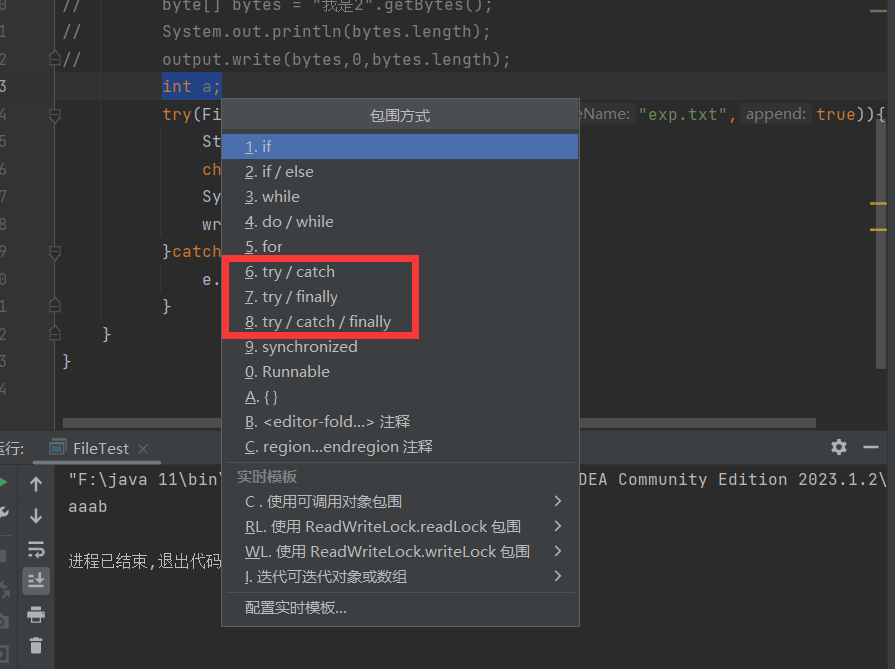 // byte[] bytes = "我是2".getBytes();
// System.out.println(bytes.length);
// output.write(bytes,0,bytes.length);
int a;
包围方式
try(Fi eName: "exp.txt", append: true)){
St
1. if
ch
2. if / else
Sy
3. while
wr
4. do / while
}catch
5. for
e.
6. try / catch
}
7. try / finally
}
8. try / catch / finally
}
9. synchronized
0. Runnable
A. { }
B. <editor-fold...> 注释
C. region...endregion 注释
运行: FileTest
实时模板
"F:\java 11\bin\ DEA Community Edition 2023.1.2\
C . 使用可调用对象包围
aaab
RL. 使用 ReadWriteLock.readLock 包围
WL. 使用 ReadWriteLock.writeLock 包围
进程已结束,退出代码
I. 迭代可迭代对象或数组
配置实时模板...